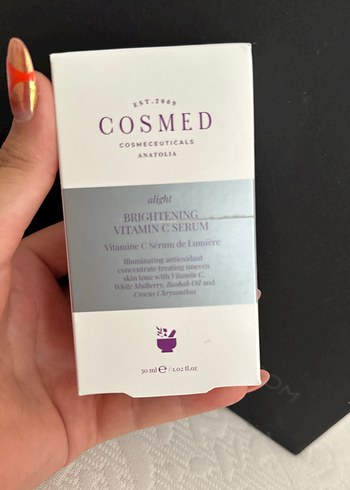 EST. 2009
COSMED
COSMECEUTICALS
ANATOLIA
alight
BRIGHTENING
VITAMIN C SERUM
Vitamine C Sérum de Lumière
Illuminating antioxidant
concentrate treating uneven
skin tone with Vitamin C,
White Mulberry, Baobab Oil and
Crocus Chrysanthus
30 ml ℮ / 1.02 fl.oz
OM